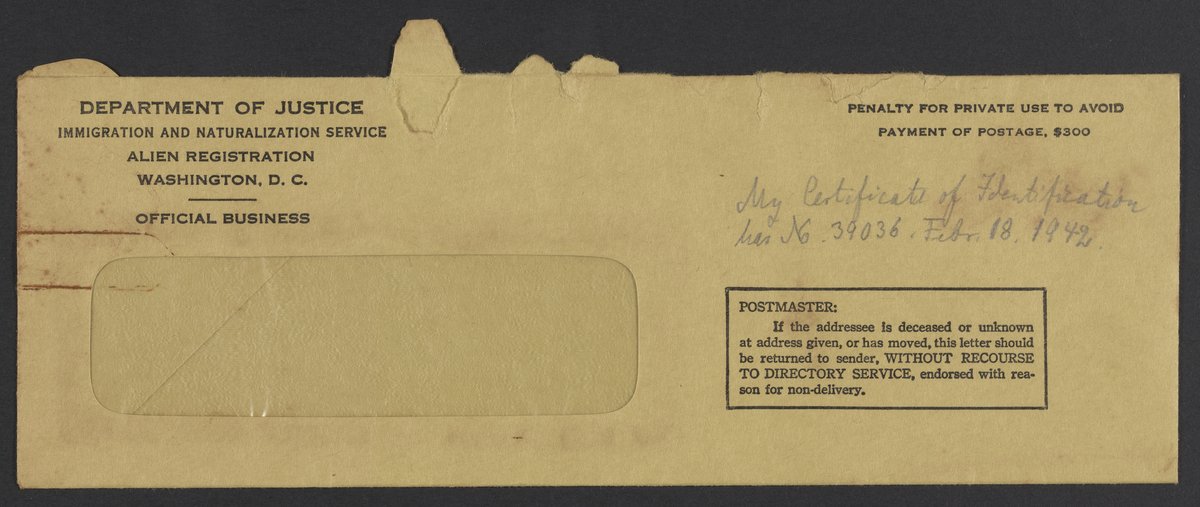 DEPARTMENT OF JUSTICE
IMMIGRATION AND NATURALIZATION SERVICE
ALIEN REGISTRATION
WASHINGTON, D. C.
OFFICIAL BUSINESS
PENALTY FOR PRIVATE USE TO AVOID
PAYMENT OF POSTAGE, $300
My Certificate of Identification
has No. 39036. Febr. 18. 1942.
POSTMASTER:
If the addressee is deceased or unknown
at address given, or has moved, this letter should
be returned to sender, WITHOUT RECOURSE
TO DIRECTORY SERVICE, endorsed with rea-
son for non-delivery.